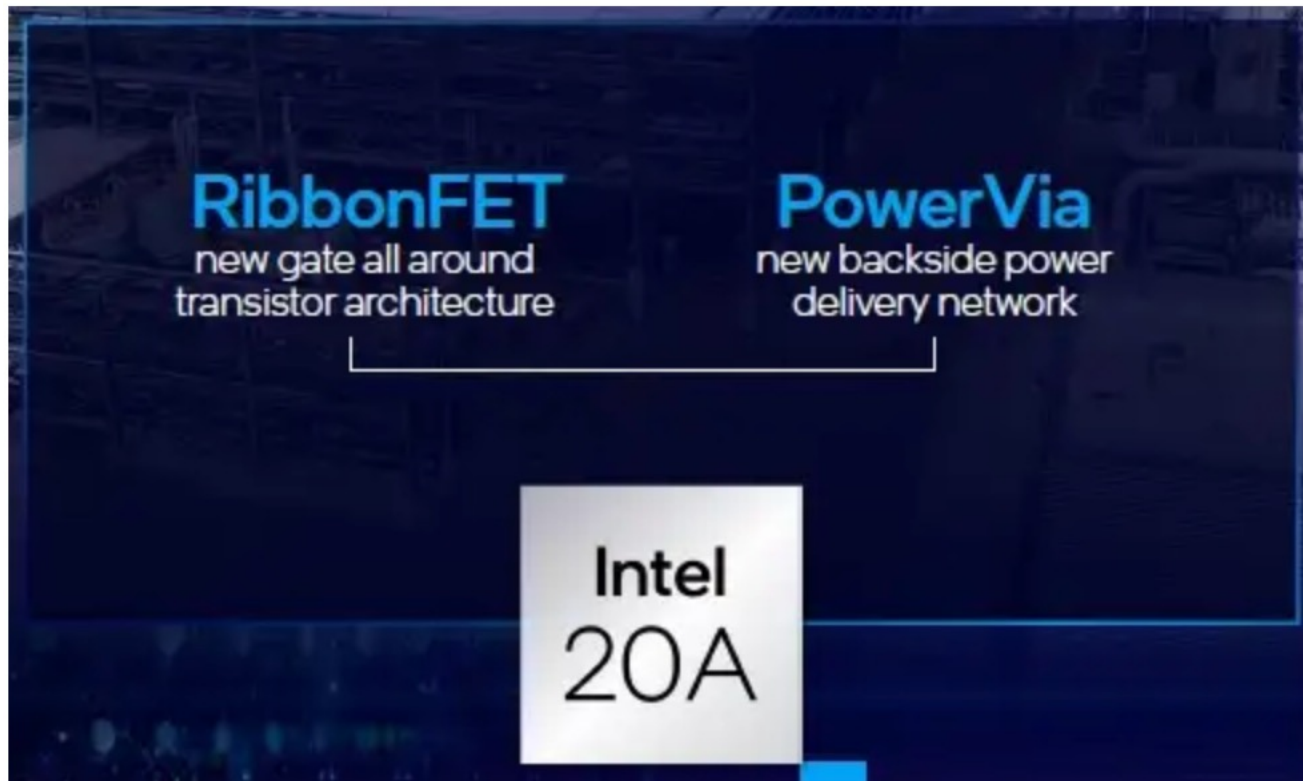 RibbonFET
new gate all around
transistor architecture
PowerVia
new backside power
delivery network
Intel
20A